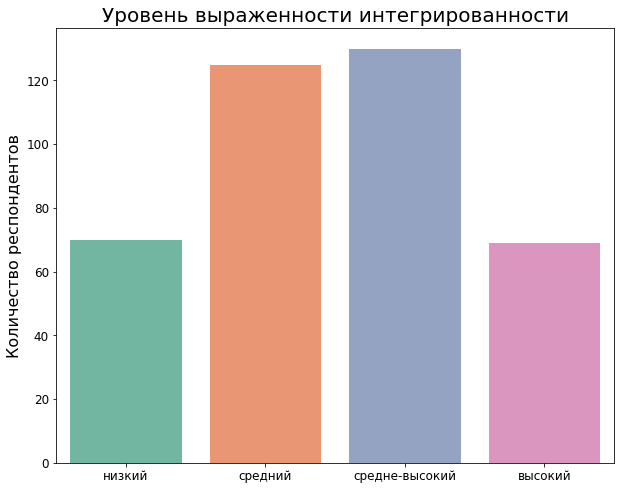 Уровень выраженности интегрированности
Количество респондентов
120
100
80
60
40
20
0
низкий
средний
средне-высокий
высокий